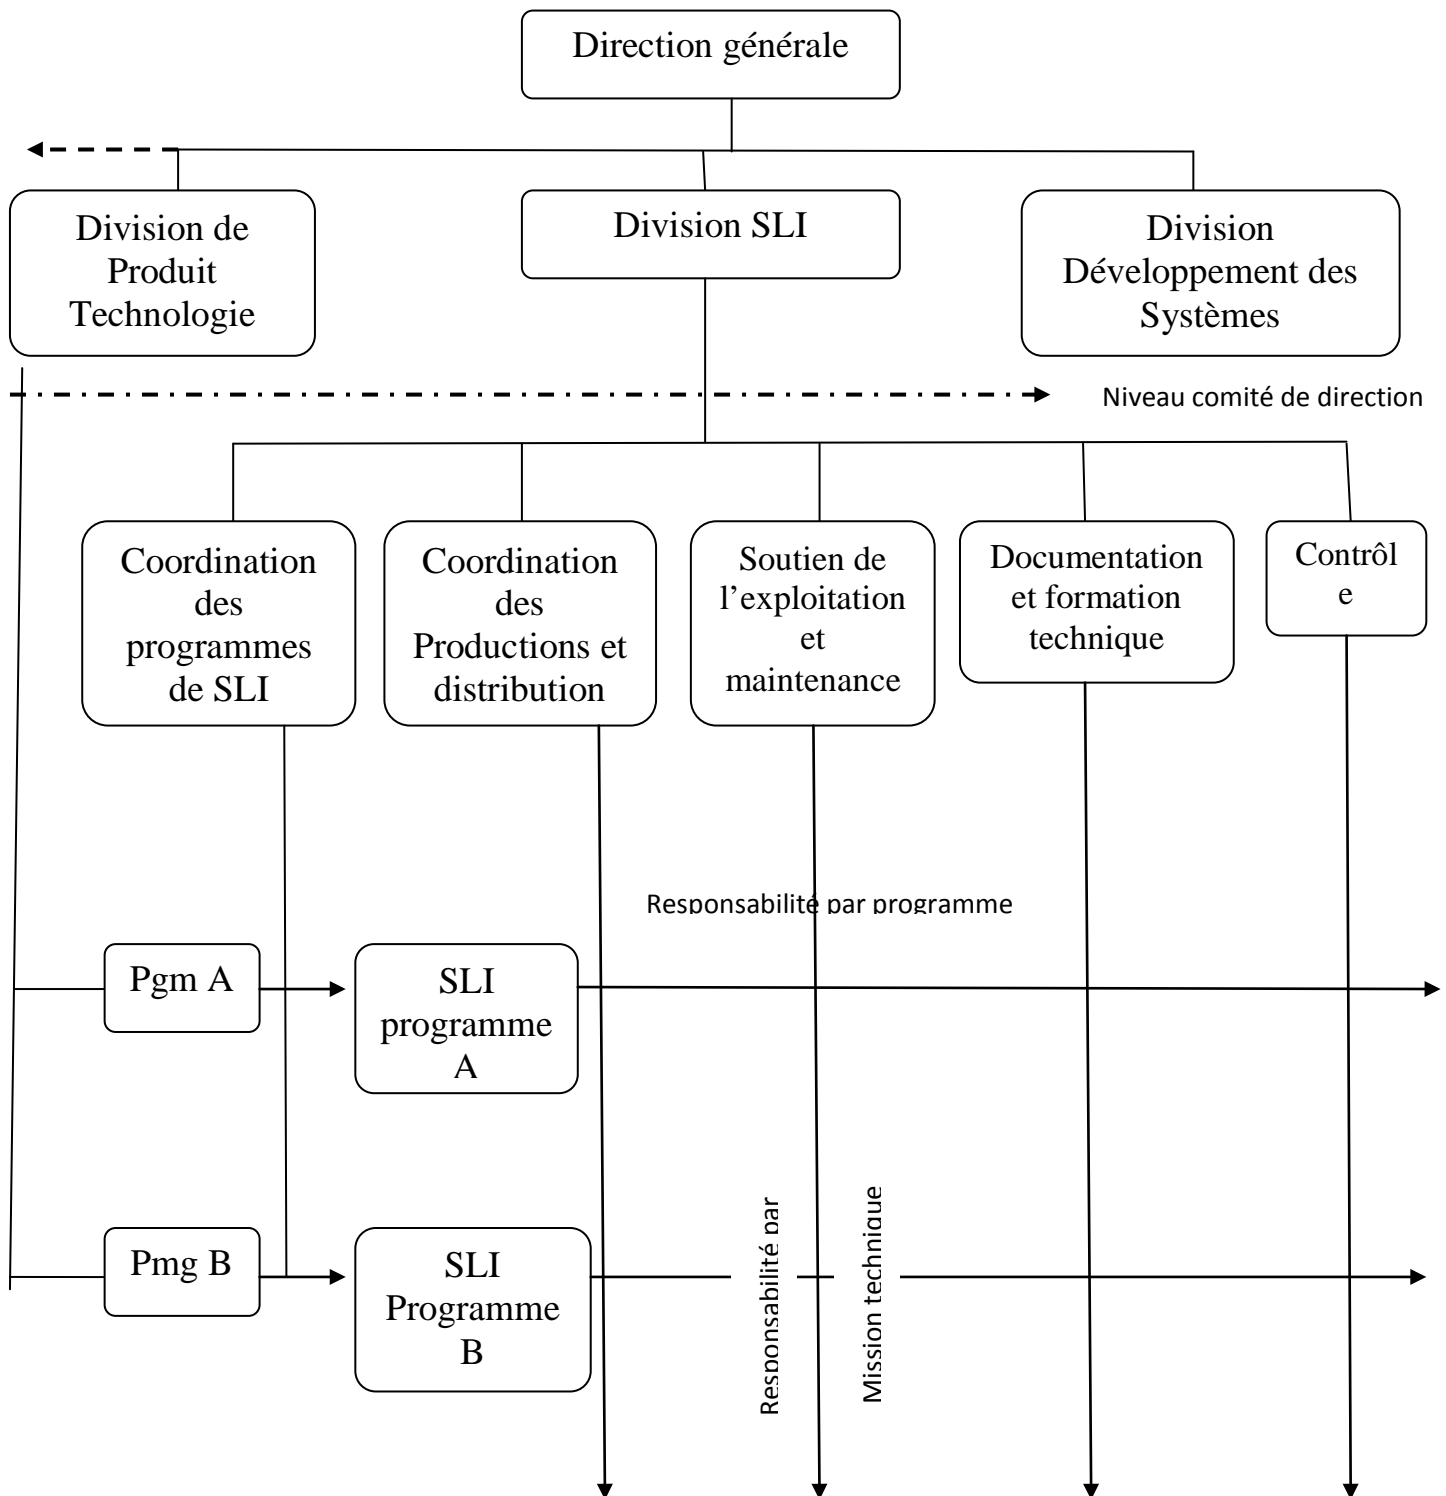 Direction générale
Division de
Produit
Technologie
Division SLI
Division
Développement des
Systèmes
Niveau comité de direction
Coordination
des
programmes
de SLI
Coordination
des
Productions et
distribution
Soutien de
l’exploitation
et
maintenance
Documentation
et formation
technique
Contrôl
e
Responsabilité par programme
Pgm A
SLI
programme
A
Pmg B
SLI
Programme
B
Responsabilité par
Mission technique